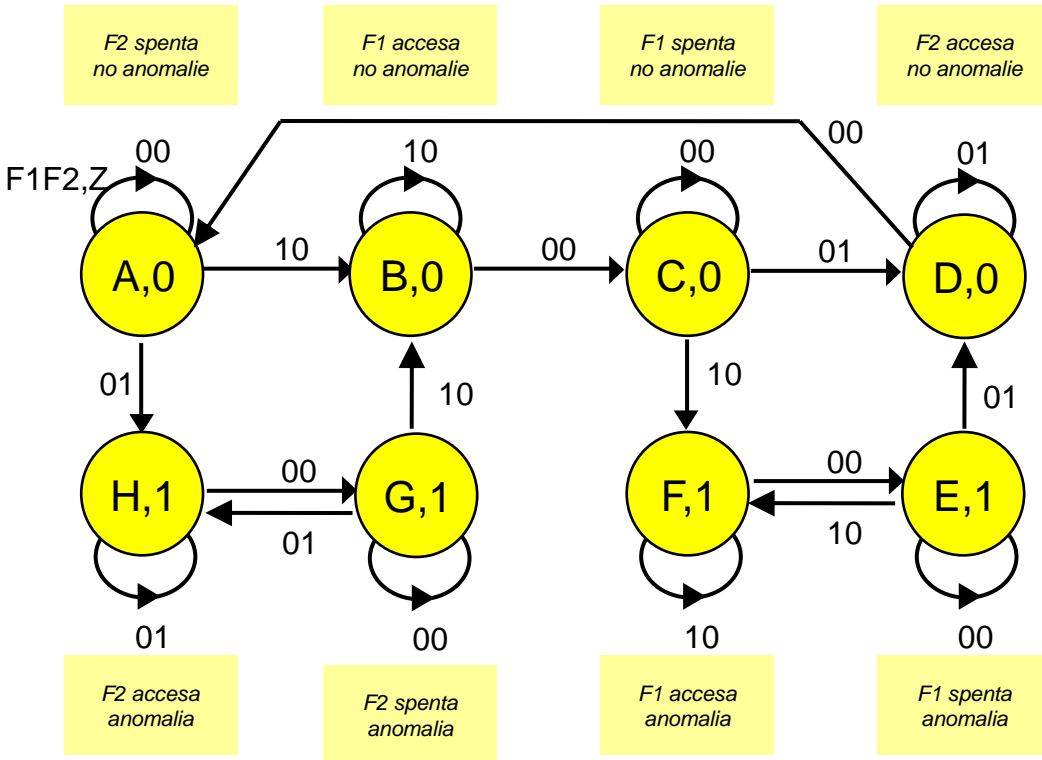 F2 spenta
no anomalie
F1 accesa
no anomalie
F1 spenta
no anomalie
F2 accesa
no anomalie
00
F1F2,Z
00
10
00
01
A,0
10
B,0
00
C,0
01
D,0
01
10
10
01
H,1
00
01
G,1
F,1
00
10
E,1
01
00
10
00
F2 accesa
anomalia
F2 spenta
anomalia
F1 accesa
anomalia
F1 spenta
anomalia